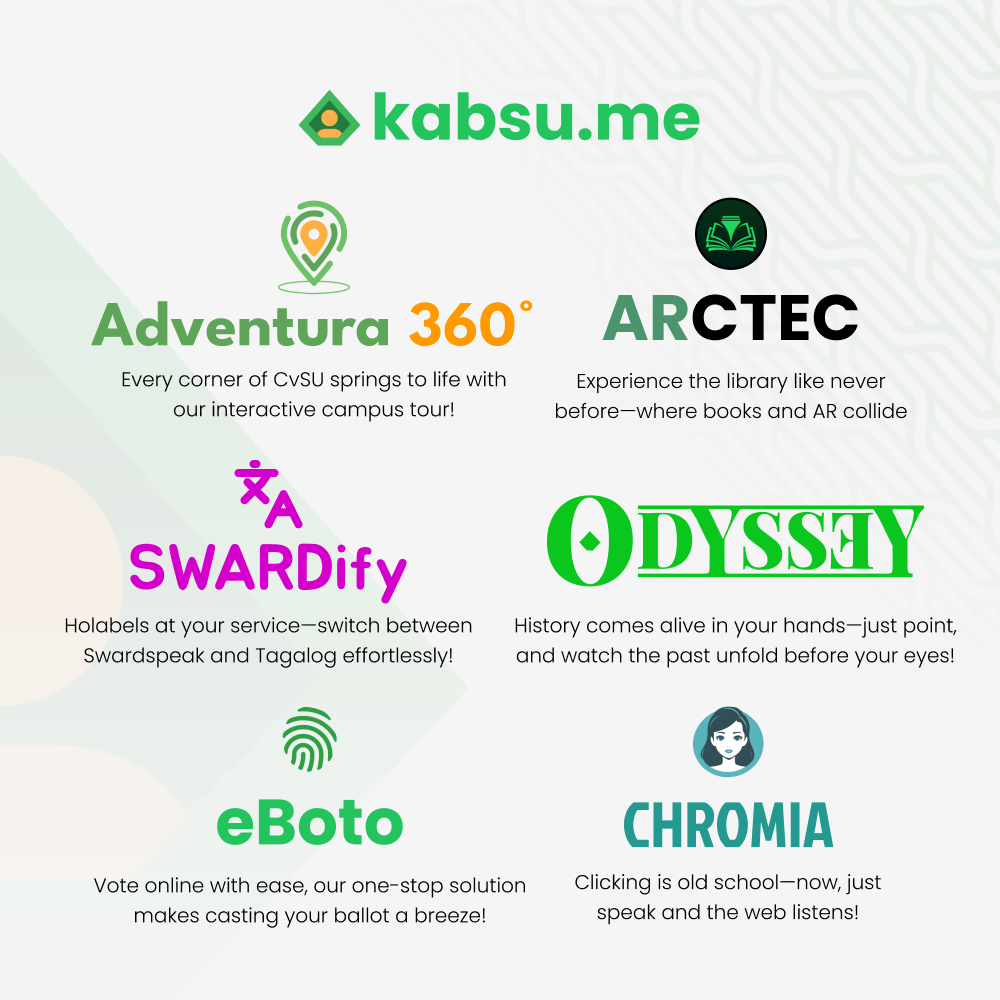 kabsu.me
Adventura 360°
Every corner of CvSU springs to life with
our interactive campus tour!
ARCTEC
Experience the library like never
before—where books and AR collide
文A
SWARDify
Holabels at your service—switch between
Swardspeak and Tagalog effortlessly!
ODYSSEY
History comes alive in your hands—just point,
and watch the past unfold before your eyes!
eBoto
Vote online with ease, our one-stop solution
makes casting your ballot a breeze!
CHROMIA
Clicking is old school—now, just
speak and the web listens!